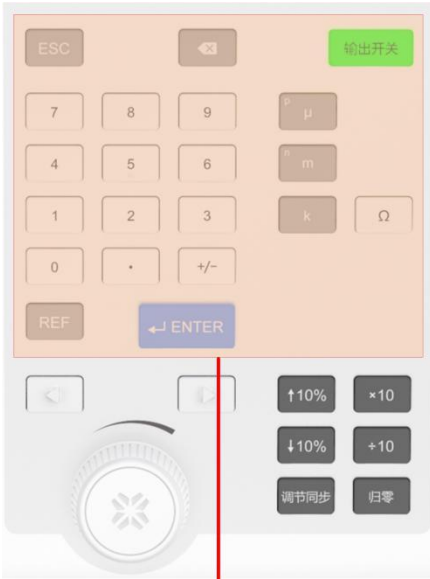 ESC 输出开关
7 8 9 p μ
4 5 6 n m
1 2 3 k Ω
0 · +/-
REF ↵ ENTER
↑10% ×10
↓10% ÷10
调节同步 归零